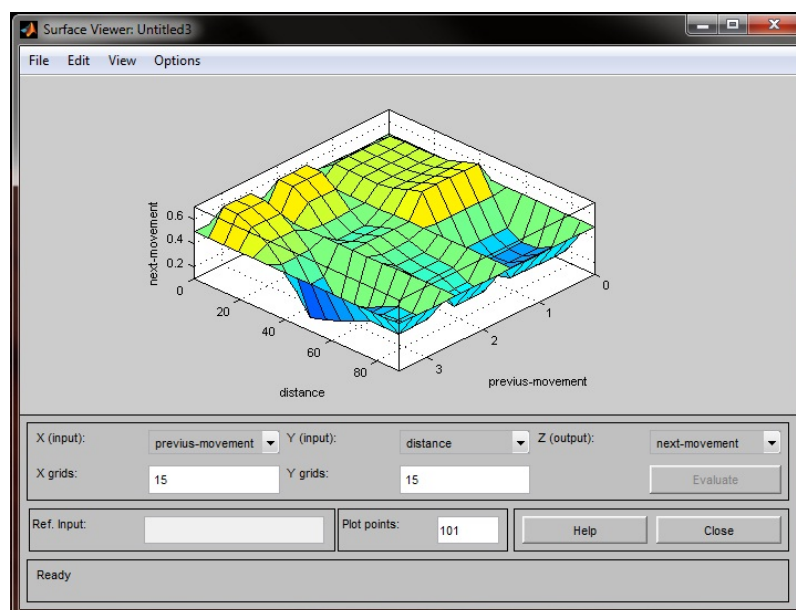 Surface Viewer: Untitled3
File Edit View Options
next-movement
0.6
0.4
0.2
0
20
40
60
80
distance
0
1
2
3
previus-movement
X (input): previus-movement Y (input): distance Z (output): next-movement
X grids: 15 Y grids: 15 Evaluate
Ref. Input: Plot points: 101 Help Close
Ready